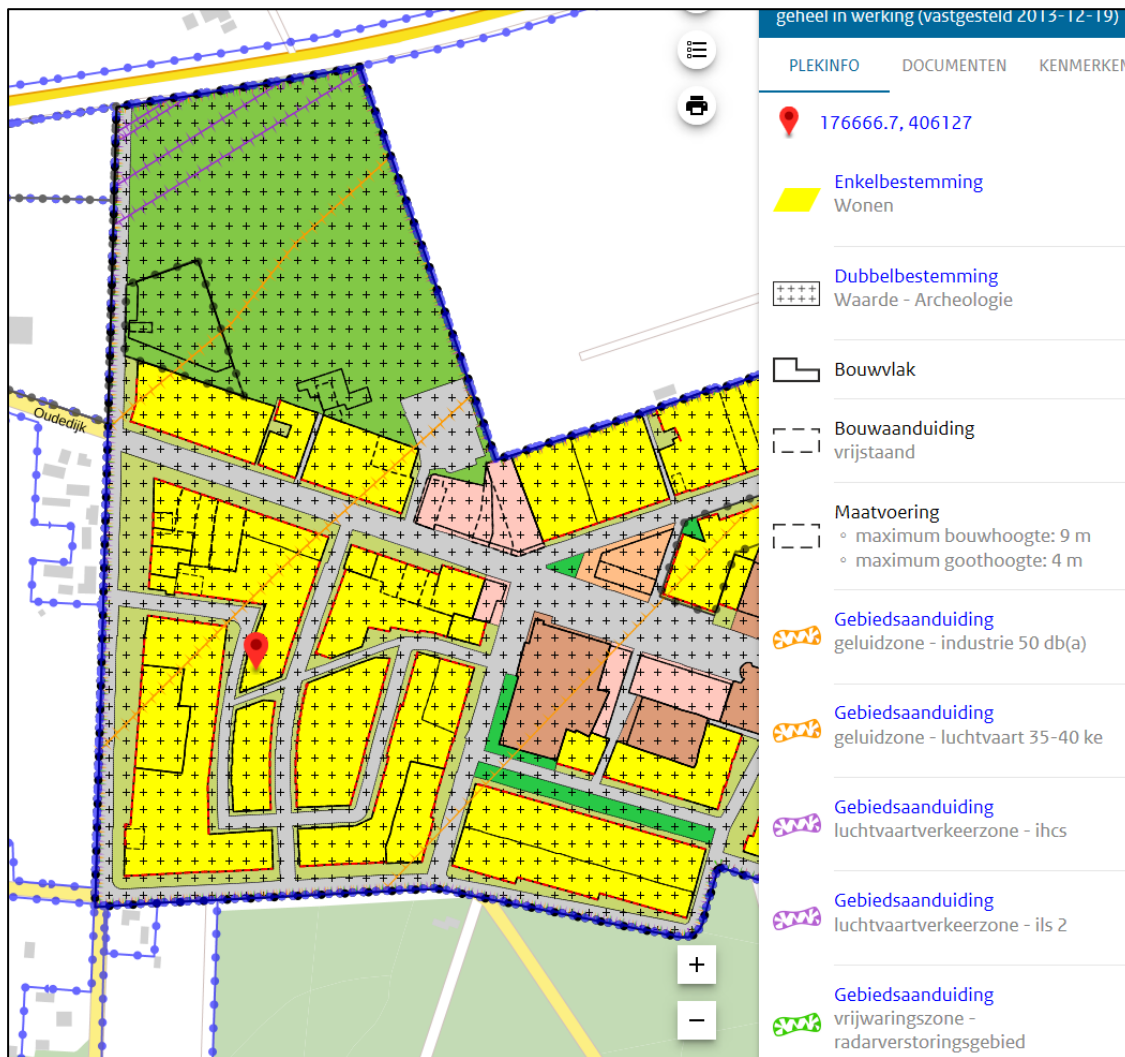 geheel in werking (vastgesteld 2013-12-19)
PLEKINFO DOCUMENTEN KENMERKEN
176666.7, 406127
Enkelbestemming
Wonen
Dubbelbestemming
Waarde - Archeologie
Bouwvlak
Bouwaanduiding
vrijstaand
Maatvoering
◦ maximum bouwhoogte: 9 m
◦ maximum goothoogte: 4 m
Gebiedsaanduiding
geluidzone - industrie 50 db(a)
Gebiedsaanduiding
geluidzone - luchtvaart 35-40 ke
Gebiedsaanduiding
luchtvaartverkeerzone - ihcs
Gebiedsaanduiding
luchtvaartverkeerzone - ils 2
Gebiedsaanduiding
vrijwaringszone -
radarverstoringsgebied
Oudedijk
+
−